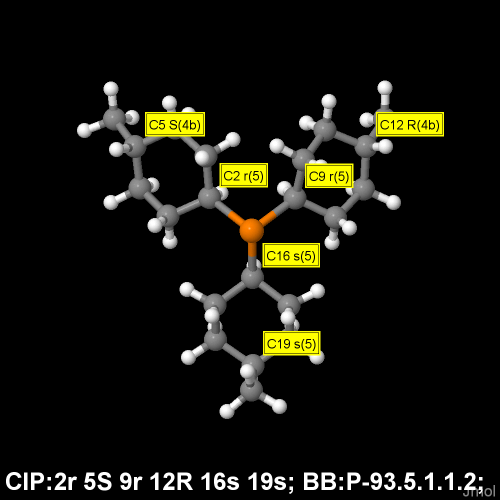 C5 S(4b)
C12 R(4b)
C2 r(5)
C9 r(5)
C16 s(5)
C19 s(5)
CIP:2r 5S 9r 12R 16s 19s; BB:P-93.5.1.1.2;
Jmol